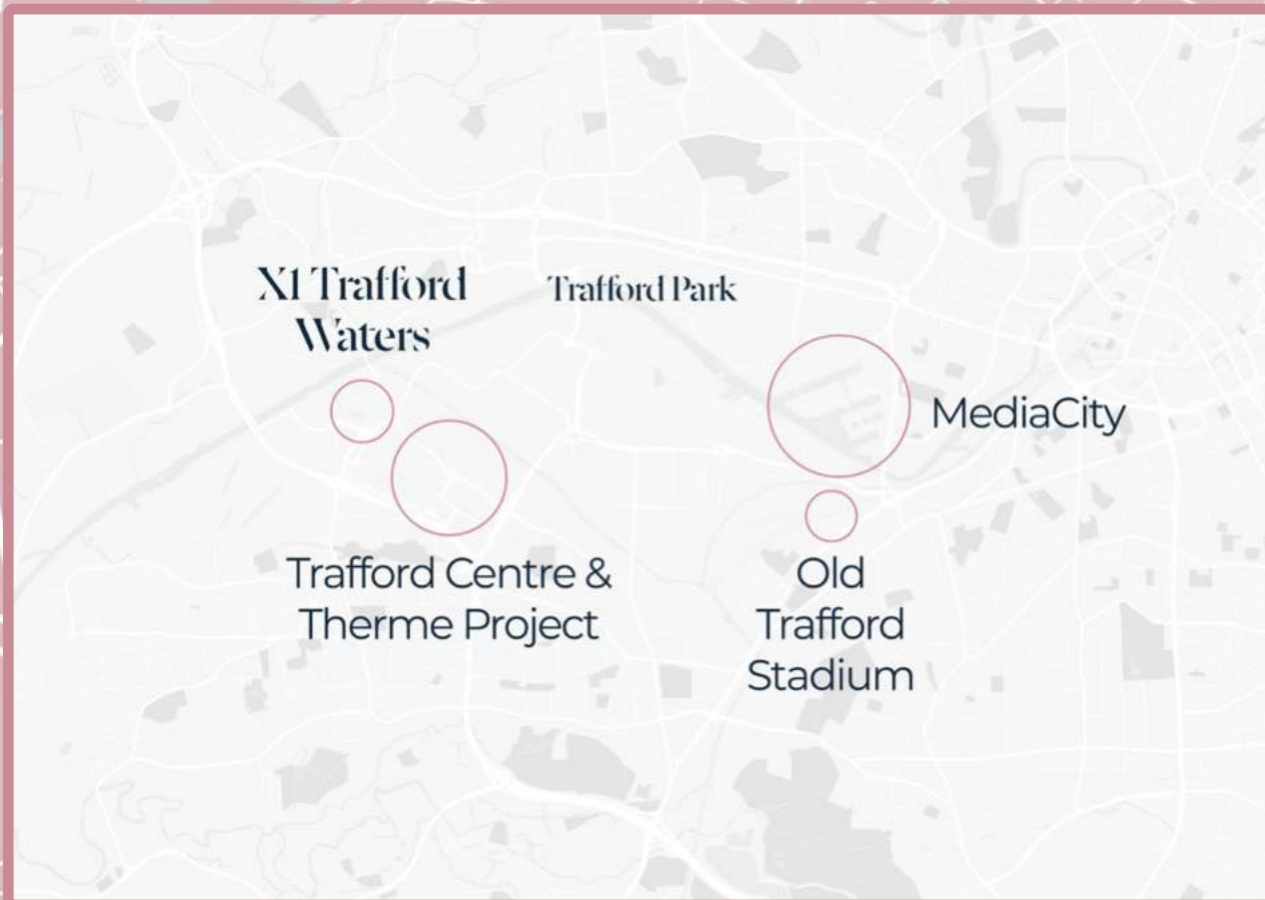 X1 Trafford
Waters
Trafford Park
MediaCity
Trafford Centre &
Therme Project
Old
Trafford
Stadium